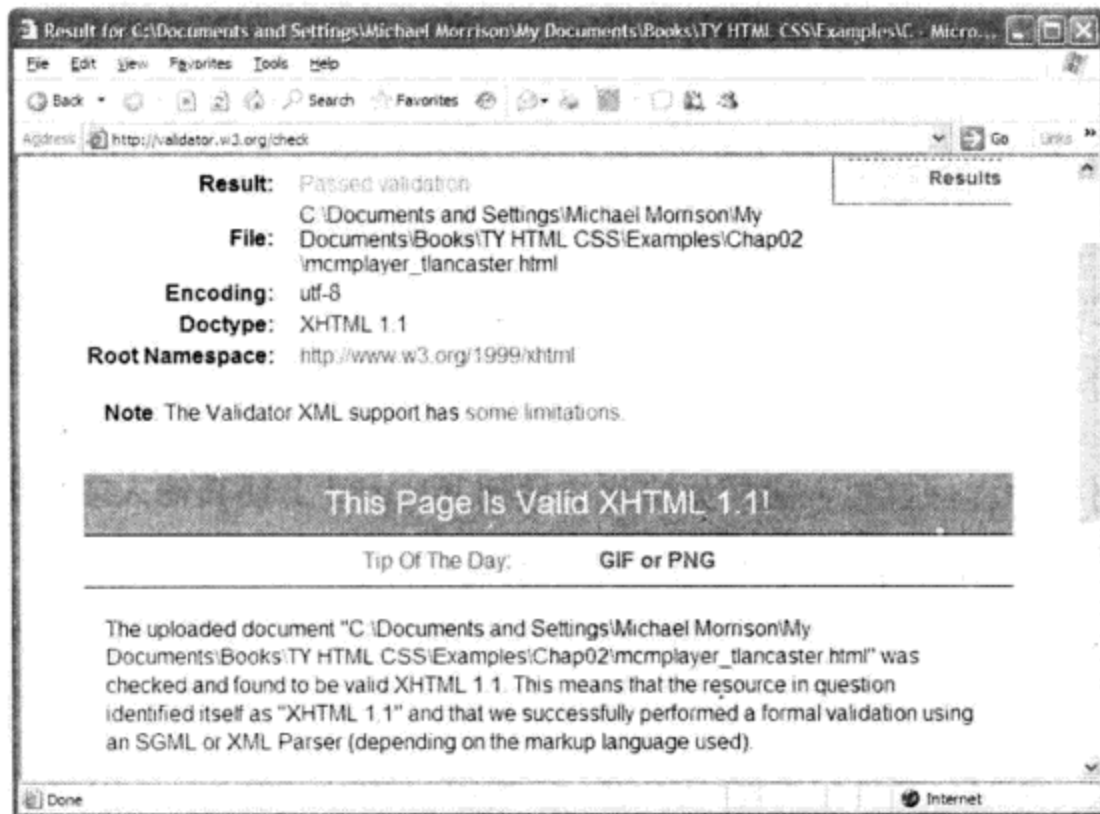 Result for C:\Documents and Settings\Michael Morrison\My Documents\Books\TY HTML CSS\Examples\C - Micro...
File Edit View Favorites Tools Help
Back Search Favorites
Address http://validator.w3.org/check Go Links »
Results
Result: Passed validation
C:\Documents and Settings\Michael Morrison\My
File: Documents\Books\TY HTML CSS\Examples\Chap02
\mcmplayer_tlancaster.html
Encoding: utf-8
Doctype: XHTML 1.1
Root Namespace: http://www.w3.org/1999/xhtml
Note: The Validator XML support has some limitations.
This Page Is Valid XHTML 1.1!
Tip Of The Day: GIF or PNG
The uploaded document "C:\Documents and Settings\Michael Morrison\My
Documents\Books\TY HTML CSS\Examples\Chap02\mcmplayer_tlancaster.html" was
checked and found to be valid XHTML 1.1. This means that the resource in question
identified itself as "XHTML 1.1" and that we successfully performed a formal validation using
an SGML or XML Parser (depending on the markup language used).
Done Internet